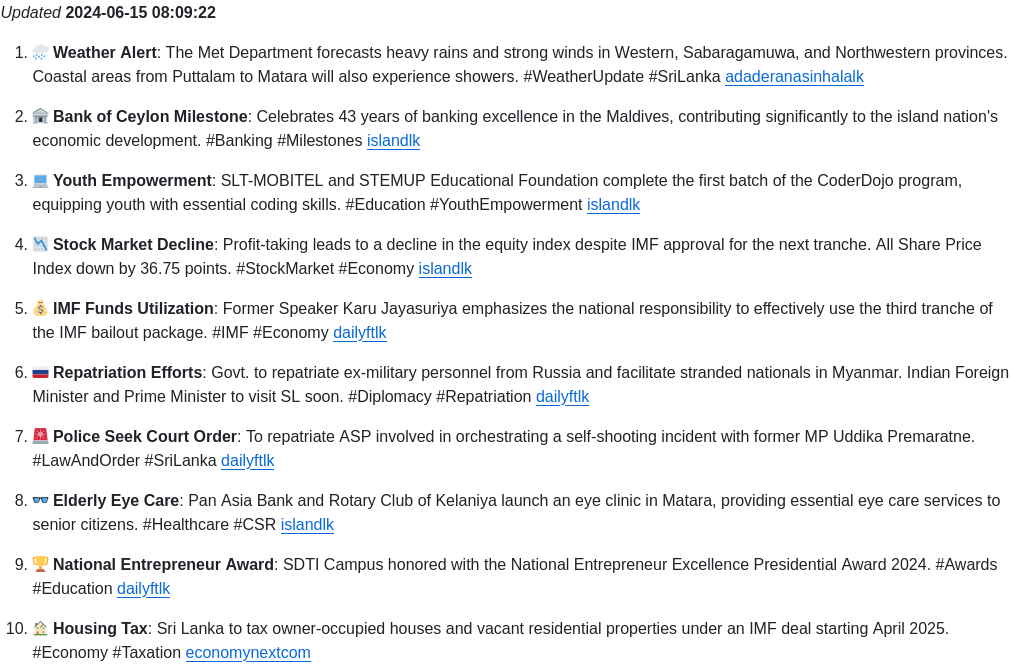 Updated 2024-06-15 08:09:22
1. 🌨️ Weather Alert: The Met Department forecasts heavy rains and strong winds in Western, Sabaragamuwa, and Northwestern provinces.
Coastal areas from Puttalam to Matara will also experience showers. #WeatherUpdate #SriLanka adaderanasinhalalk
2. 🏦 Bank of Ceylon Milestone: Celebrates 43 years of banking excellence in the Maldives, contributing significantly to the island nation's
economic development. #Banking #Milestones islandlk
3. 💻 Youth Empowerment: SLT-MOBITEL and STEMUP Educational Foundation complete the first batch of the CoderDojo program,
equipping youth with essential coding skills. #Education #YouthEmpowerment islandlk
4. 📉 Stock Market Decline: Profit-taking leads to a decline in the equity index despite IMF approval for the next tranche. All Share Price
Index down by 36.75 points. #StockMarket #Economy islandlk
5. 💰 IMF Funds Utilization: Former Speaker Karu Jayasuriya emphasizes the national responsibility to effectively use the third tranche of
the IMF bailout package. #IMF #Economy dailyftlk
6. 🇷🇺 Repatriation Efforts: Govt. to repatriate ex-military personnel from Russia and facilitate stranded nationals in Myanmar. Indian Foreign
Minister and Prime Minister to visit SL soon. #Diplomacy #Repatriation dailyftlk
7. 🚨 Police Seek Court Order: To repatriate ASP involved in orchestrating a self-shooting incident with former MP Uddika Premaratne.
#LawAndOrder #SriLanka dailyftlk
8. 🕶️ Elderly Eye Care: Pan Asia Bank and Rotary Club of Kelaniya launch an eye clinic in Matara, providing essential eye care services to
senior citizens. #Healthcare #CSR islandlk
9. 🏆 National Entrepreneur Award: SDTI Campus honored with the National Entrepreneur Excellence Presidential Award 2024. #Awards
#Education dailyftlk
10. 🏠 Housing Tax: Sri Lanka to tax owner-occupied houses and vacant residential properties under an IMF deal starting April 2025.
#Economy #Taxation economynextcom